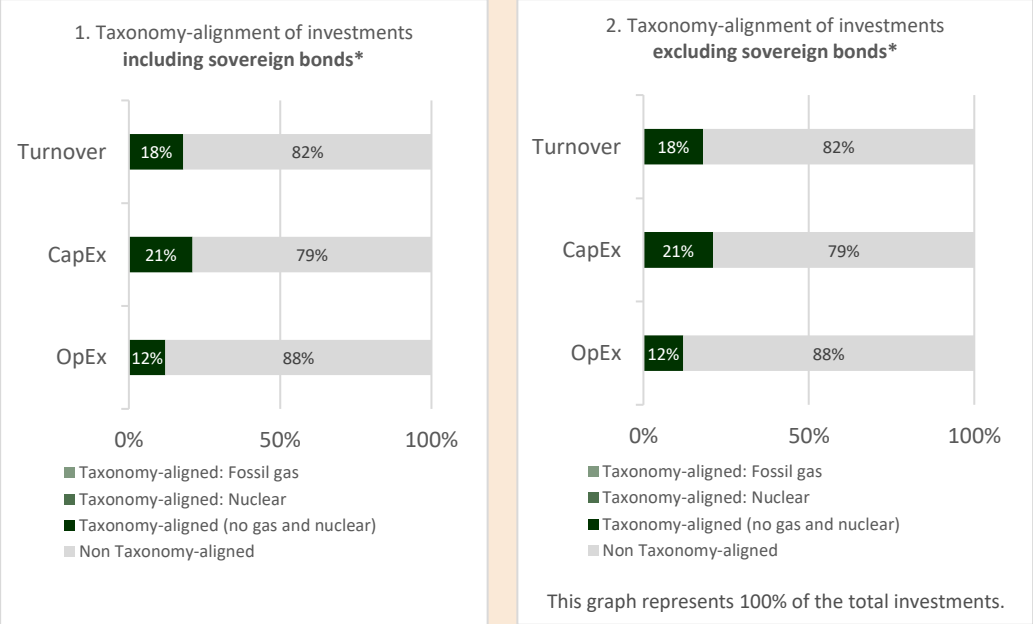 1. Taxonomy-alignment of investments
including sovereign bonds*
Turnover
18%
82%
CapEx
21%
79%
OpEx
12%
88%
0%
50%
100%
Taxonomy-aligned: Fossil gas
Taxonomy-aligned: Nuclear
Taxonomy-aligned (no gas and nuclear)
Non Taxonomy-aligned
2. Taxonomy-alignment of investments
excluding sovereign bonds*
Turnover
18%
82%
CapEx
21%
79%
OpEx
12%
88%
0%
50%
100%
Taxonomy-aligned: Fossil gas
Taxonomy-aligned: Nuclear
Taxonomy-aligned (no gas and nuclear)
Non Taxonomy-aligned
This graph represents 100% of the total investments.